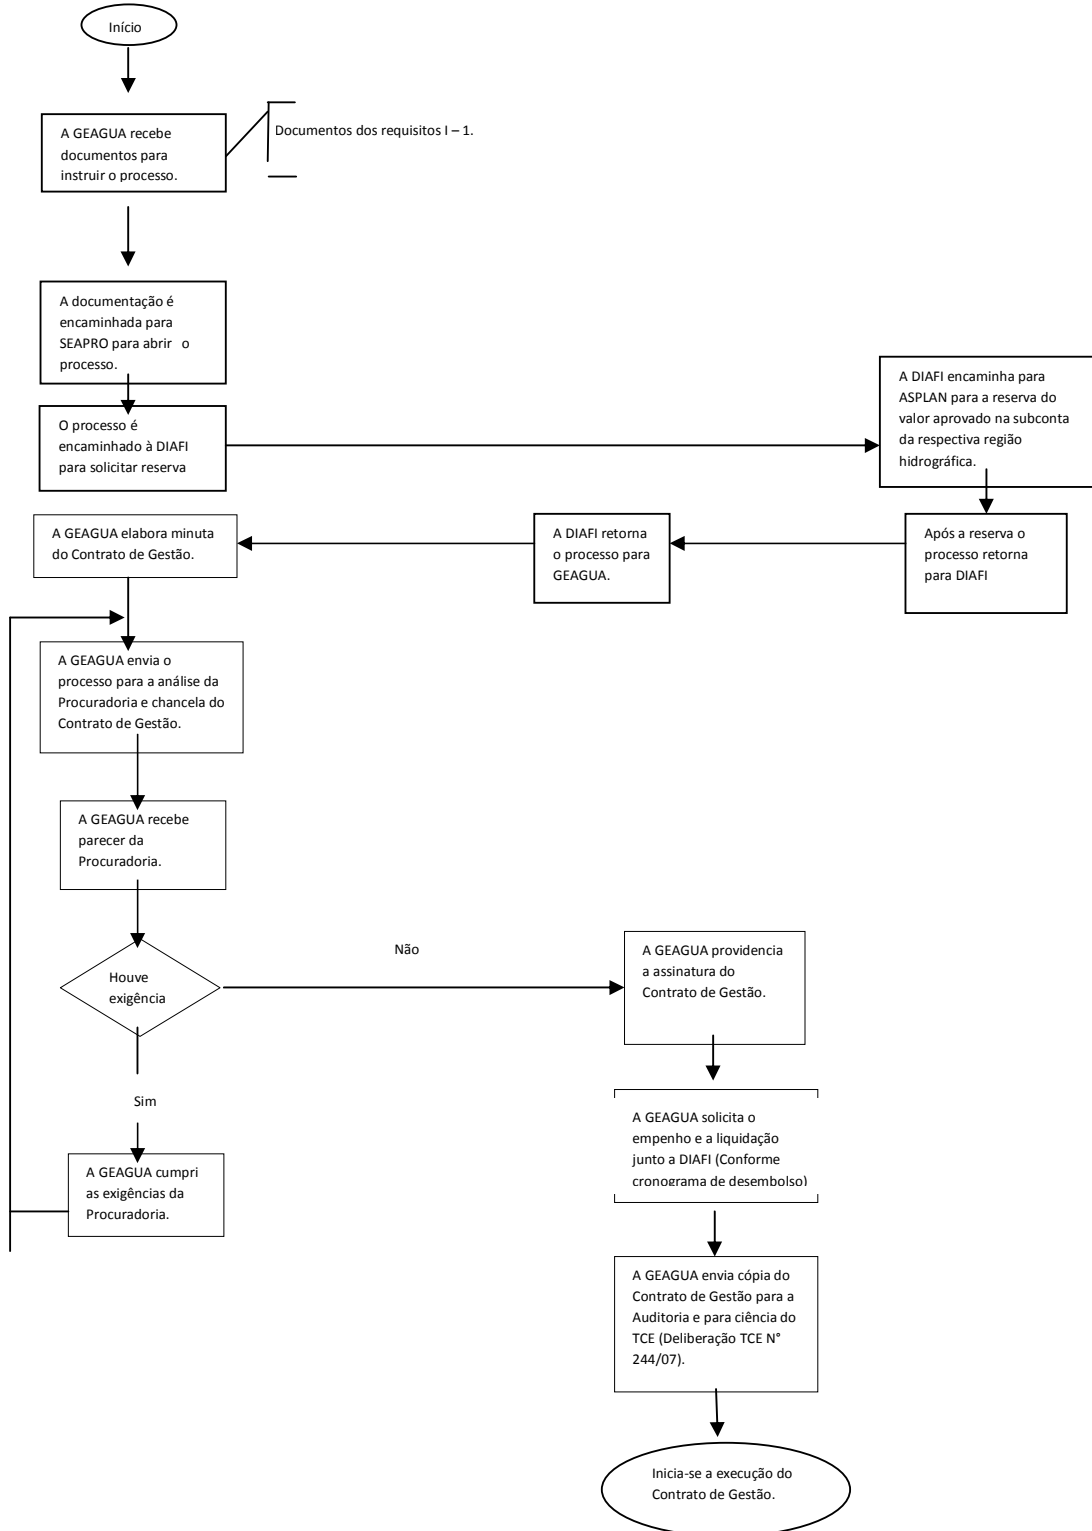 Início
A GEAGUA recebe
documentos para
instruir o processo.
Documentos dos requisitos I – 1.
A documentação é
encaminhada para
SEAPRO para abrir o
processo.
O processo é
encaminhado à DIAFI
para solicitar reserva
A DIAFI encaminha para
ASPLAN para a reserva do
valor aprovado na subconta
da respectiva região
hidrográfica.
Após a reserva o
processo retorna
para DIAFI
A DIAFI retorna
o processo para
GEAGUA.
A GEAGUA elabora minuta
do Contrato de Gestão.
A GEAGUA envia o
processo para a análise da
Procuradoria e chancela do
Contrato de Gestão.
A GEAGUA recebe
parecer da
Procuradoria.
Houve
exigência
Não
Sim
A GEAGUA cumpri
as exigências da
Procuradoria.
A GEAGUA providencia
a assinatura do
Contrato de Gestão.
A GEAGUA solicita o
empenho e a liquidação
junto a DIAFI (Conforme
cronograma de desembolso)
A GEAGUA envia cópia do
Contrato de Gestão para a
Auditoria e para ciência do
TCE (Deliberação TCE N°
244/07).
Inicia-se a execução do
Contrato de Gestão.